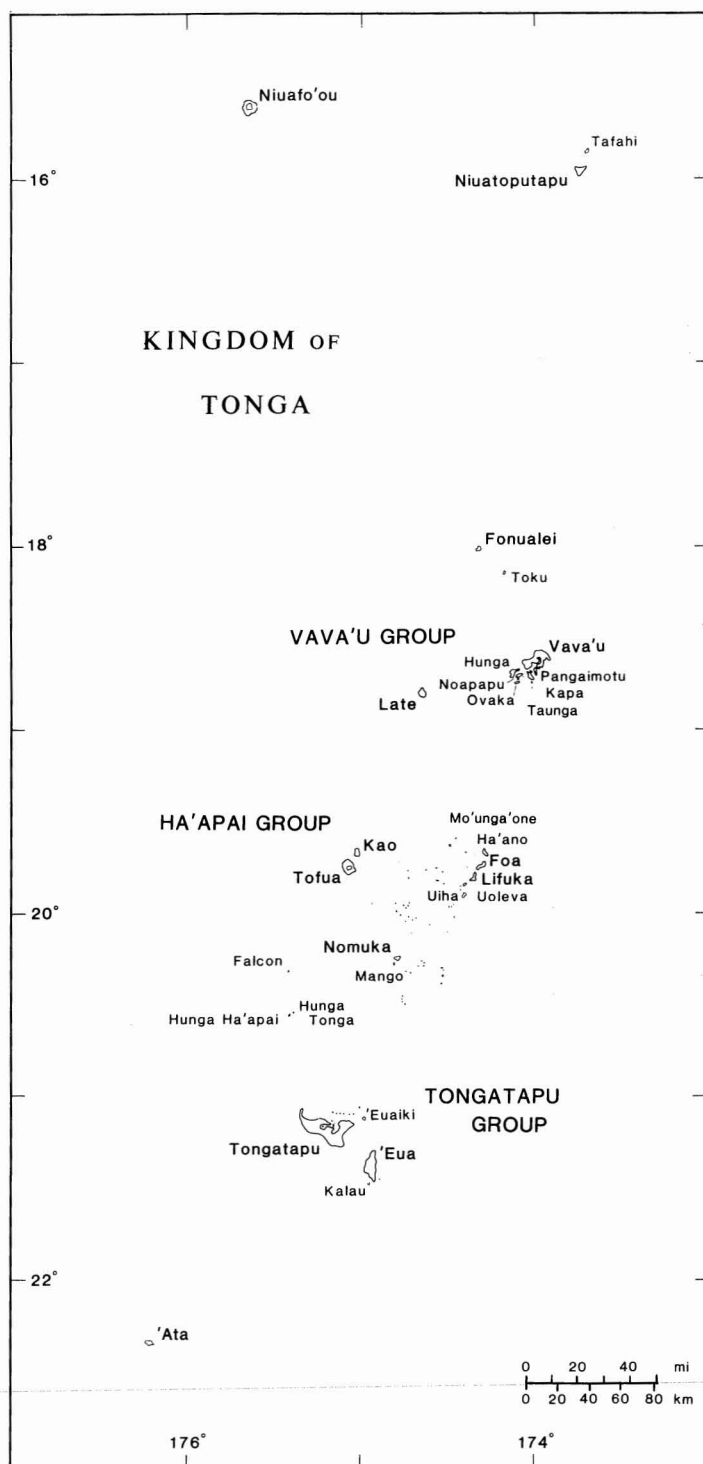 Niuafo'ou
Tafahi
Niuatoputapu
16°
KINGDOM OF
TONGA
18°
Fonualei
Toku
VAVA'U GROUP
Vava'u
Hunga
Pangaimotu
Noapapu
Kapa
Ovaka
Late
Taunga
Mo'unga'one
HA'APAI GROUP
Ha'ano
Kao
Foa
Tofua
Lifuka
Uiha
Uoleva
20°
Nomuka
Falcon
Mango
Hunga
Tonga
Hunga Ha'apai
TONGATAPU
GROUP
'Euaiki
Tongatapu
'Eua
Kalau
22°
'Ata
0 20 40 mi
0 20 40 60 80 km
176°
174°